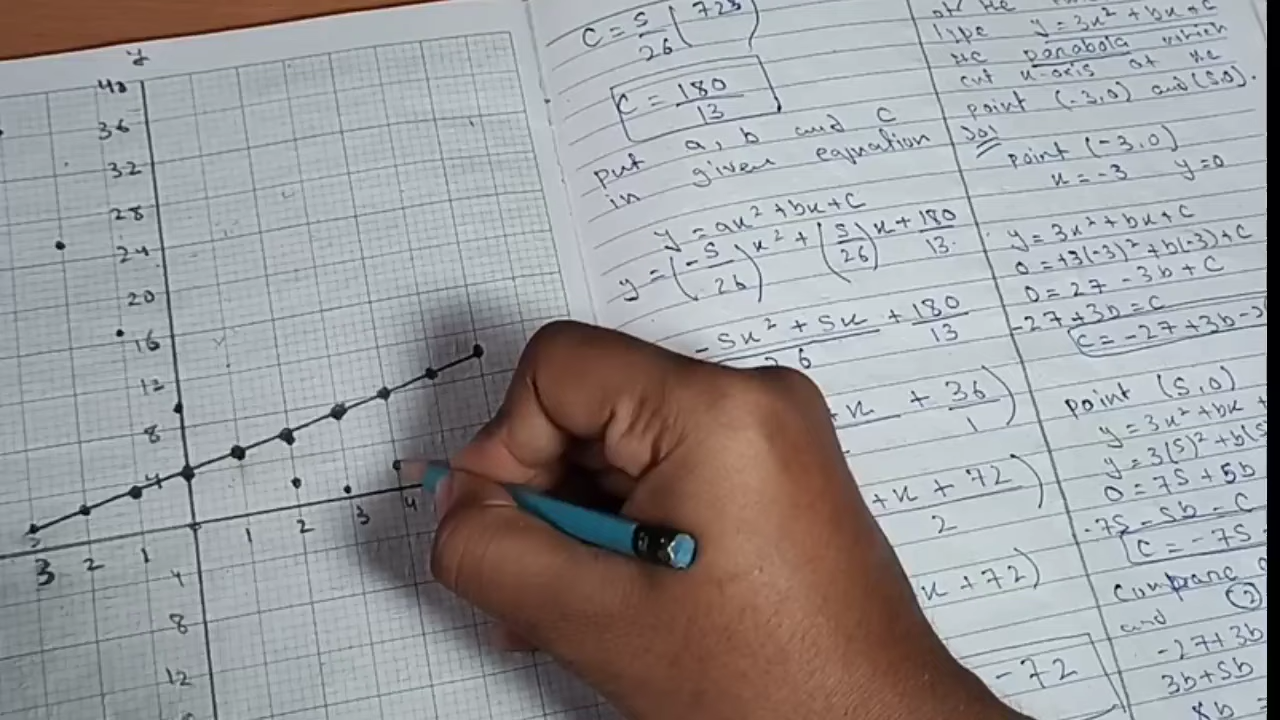 y
40
36
32
28
24
20
16
12
8
4
3 2 1 1 2 3 4
4
8
12
C = 5/26 (
C = 180/13
put a, b and c
in given equation
y = ax² + bx + c
y = (-5/26) x² + (5/26) x + 180/13
-5x² + 5x + 180/13
+ x + 36/1)
+ x + 72)
2
x + 72)
- 72
type y = 3x² + bx + c
parabola which
cut x-axis at the
point (-3,0) and (5,0).
Sol
point (-3,0)
x = -3 y = 0
y = 3x² + bx + c
0 = +3(-3)² + b(-3) + c
0 = 27 - 3b + c
-27 + 3b = c
c = -27 + 3b -
point (5,0)
y = 3x² + bx +
y = 3(5)² + b(5
0 = 75 + 5b
-75 - 5b = c
c = -75 -
and ②
-27 + 3b
3b + 5b
8b =